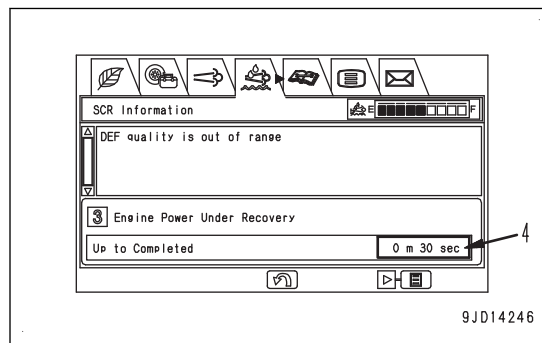 SCR Information E F
DEF quality is out of range
3 Engine Power Under Recovery
Up to Completed 0 m 30 sec
4
9JD14246